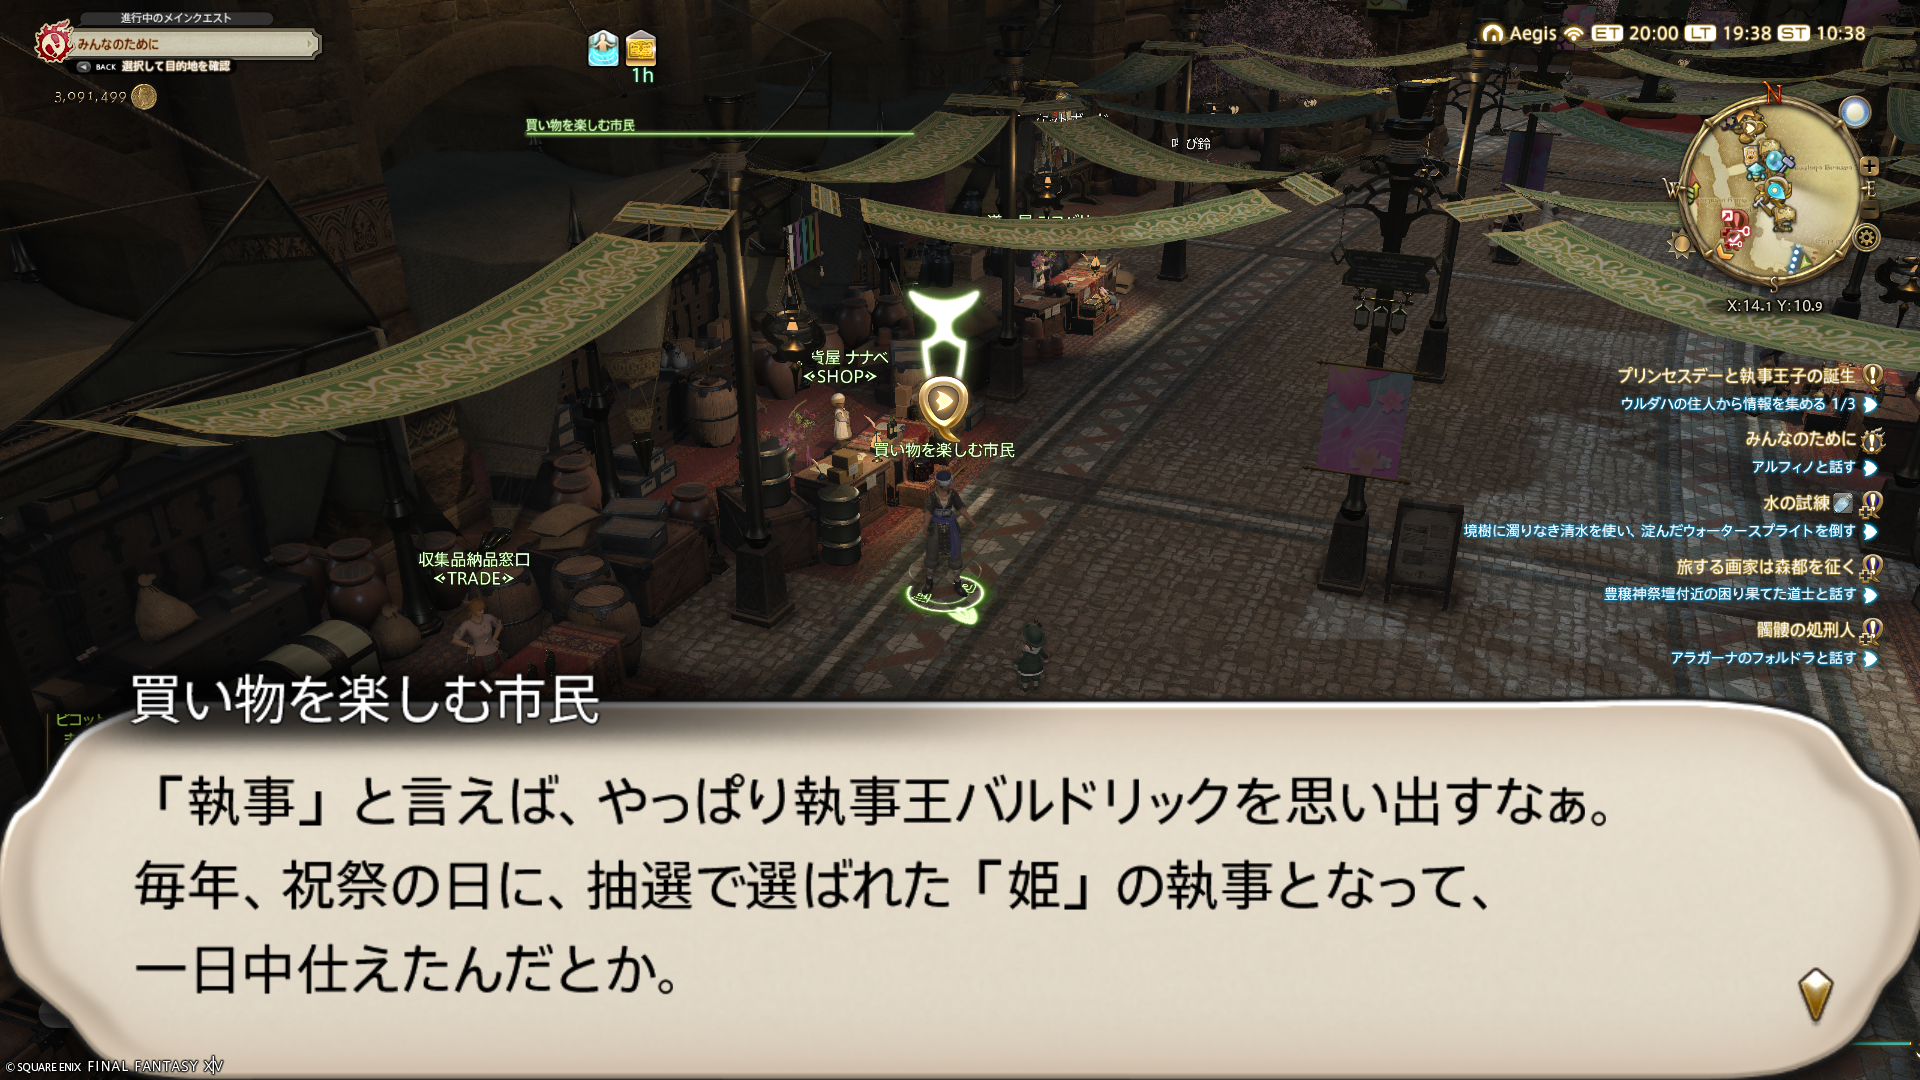 進行中のメインクエスト
みんなのために
BACK 選択して目的地を確認
3,091,499
1h
Aegis ET 20:00 LT 19:38 ST 10:38
買い物を楽しむ市民
び鈴
N
W
E
S
X:14.1 Y:10.9
貨屋 ナナベ
<SHOP>
買い物を楽しむ市民
収集品納品窓口
<TRADE>
プリンセスデーと執事王子の誕生
ウルダハの住人から情報を集める 1/3
みんなのために
アルフィノと話す
水の試練
境樹に濁りなき清水を使い、淀んだウォータースプライトを倒す
旅する画家は森都を征く
豊穣神祭壇付近の困り果てた道士と話す
髑髏の処刑人
アラガーナのフォルドラと話す
ピコット
買い物を楽しむ市民
「執事」と言えば、やっぱり執事王バルドリックを思い出すなぁ。
毎年、祝祭の日に、抽選で選ばれた「姫」の執事となって、
一日中仕えたんだとか。
© SQUARE ENIX FINAL FANTASY XIV